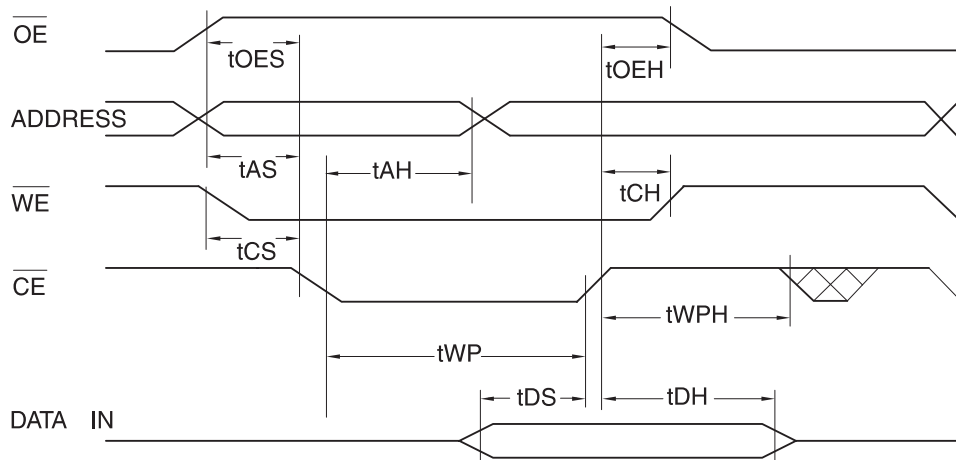 OE
tOES
tOEH
ADDRESS
tAS
tAH
tCH
WE
tCS
CE
tWPH
tWP
tDS
tDH
DATA IN